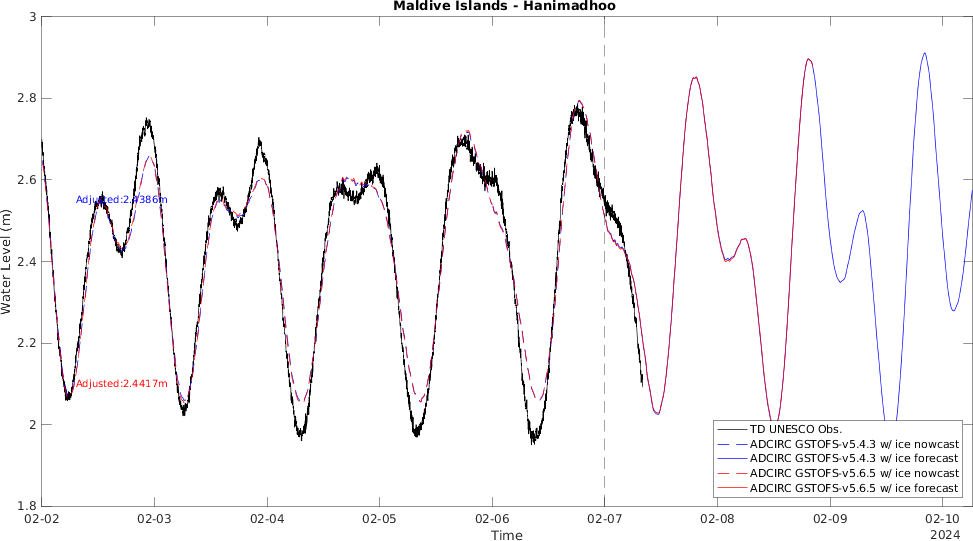 Maldive Islands - Hanimadhoo
3
2.8
2.6
2.4
2.2
2
1.8
Water Level (m)
Adjusted:2.4386m
Adjusted:2.4417m
TD UNESCO Obs.
ADCIRC GSTOFS-v5.4.3 w/ ice nowcast
ADCIRC GSTOFS-v5.4.3 w/ ice forecast
ADCIRC GSTOFS-v5.6.5 w/ ice nowcast
ADCIRC GSTOFS-v5.6.5 w/ ice forecast
02-02 02-03 02-04 02-05 02-06 02-07 02-08 02-09 02-10
Time
2024